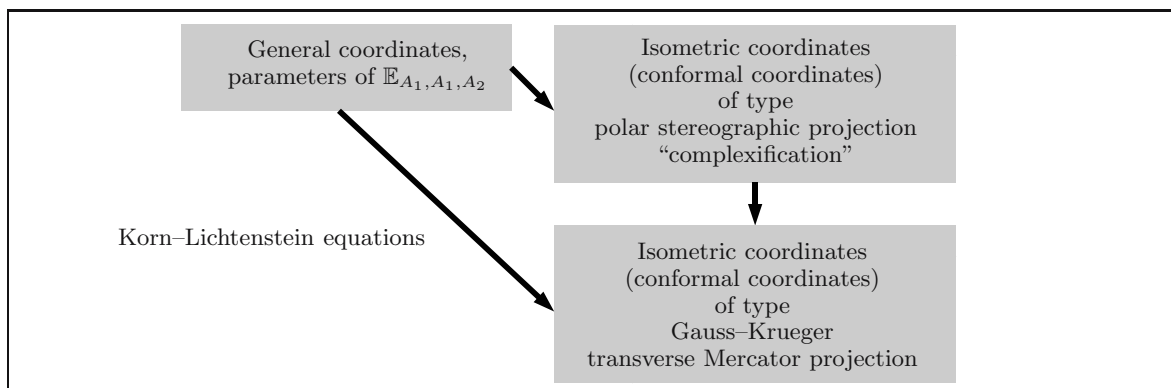 General coordinates,
parameters of 𝔼A₁,A₁,A₂
Isometric coordinates
(conformal coordinates)
of type
polar stereographic projection
“complexification”
Korn–Lichtenstein equations
Isometric coordinates
(conformal coordinates)
of type
Gauss–Krueger
transverse Mercator projection